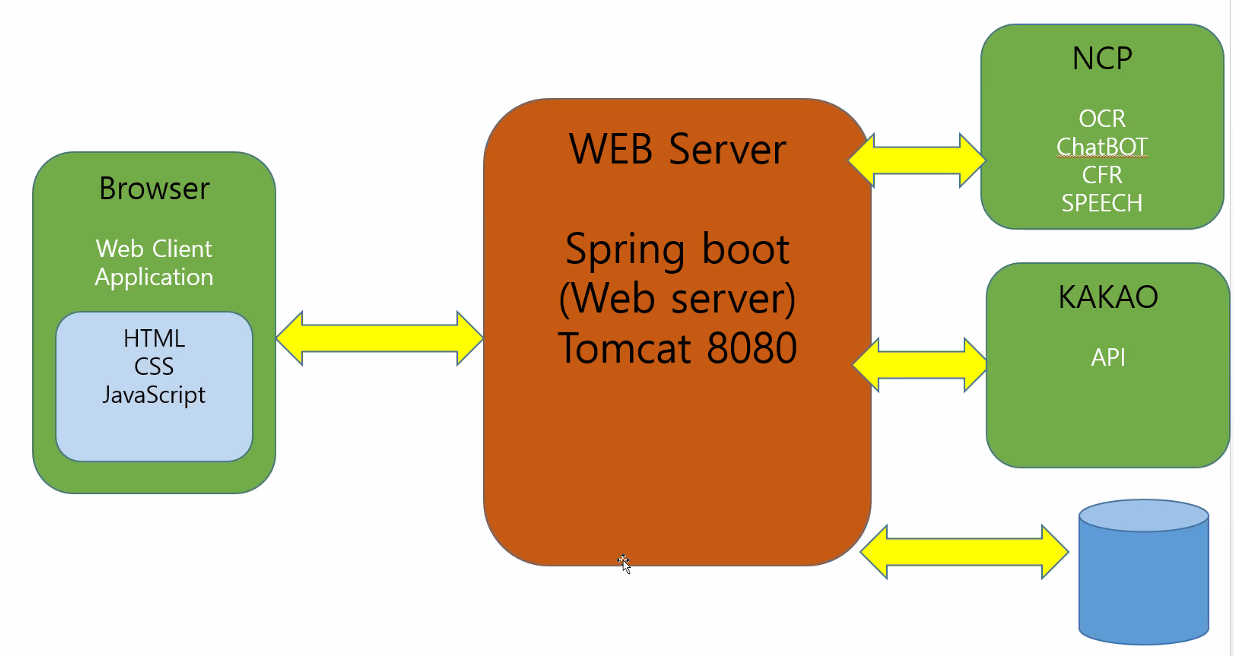 Browser
Web Client
Application
HTML
CSS
JavaScript
WEB Server
Spring boot
(Web server)
Tomcat 8080
NCP
OCR
ChatBOT
CFR
SPEECH
KAKAO
API